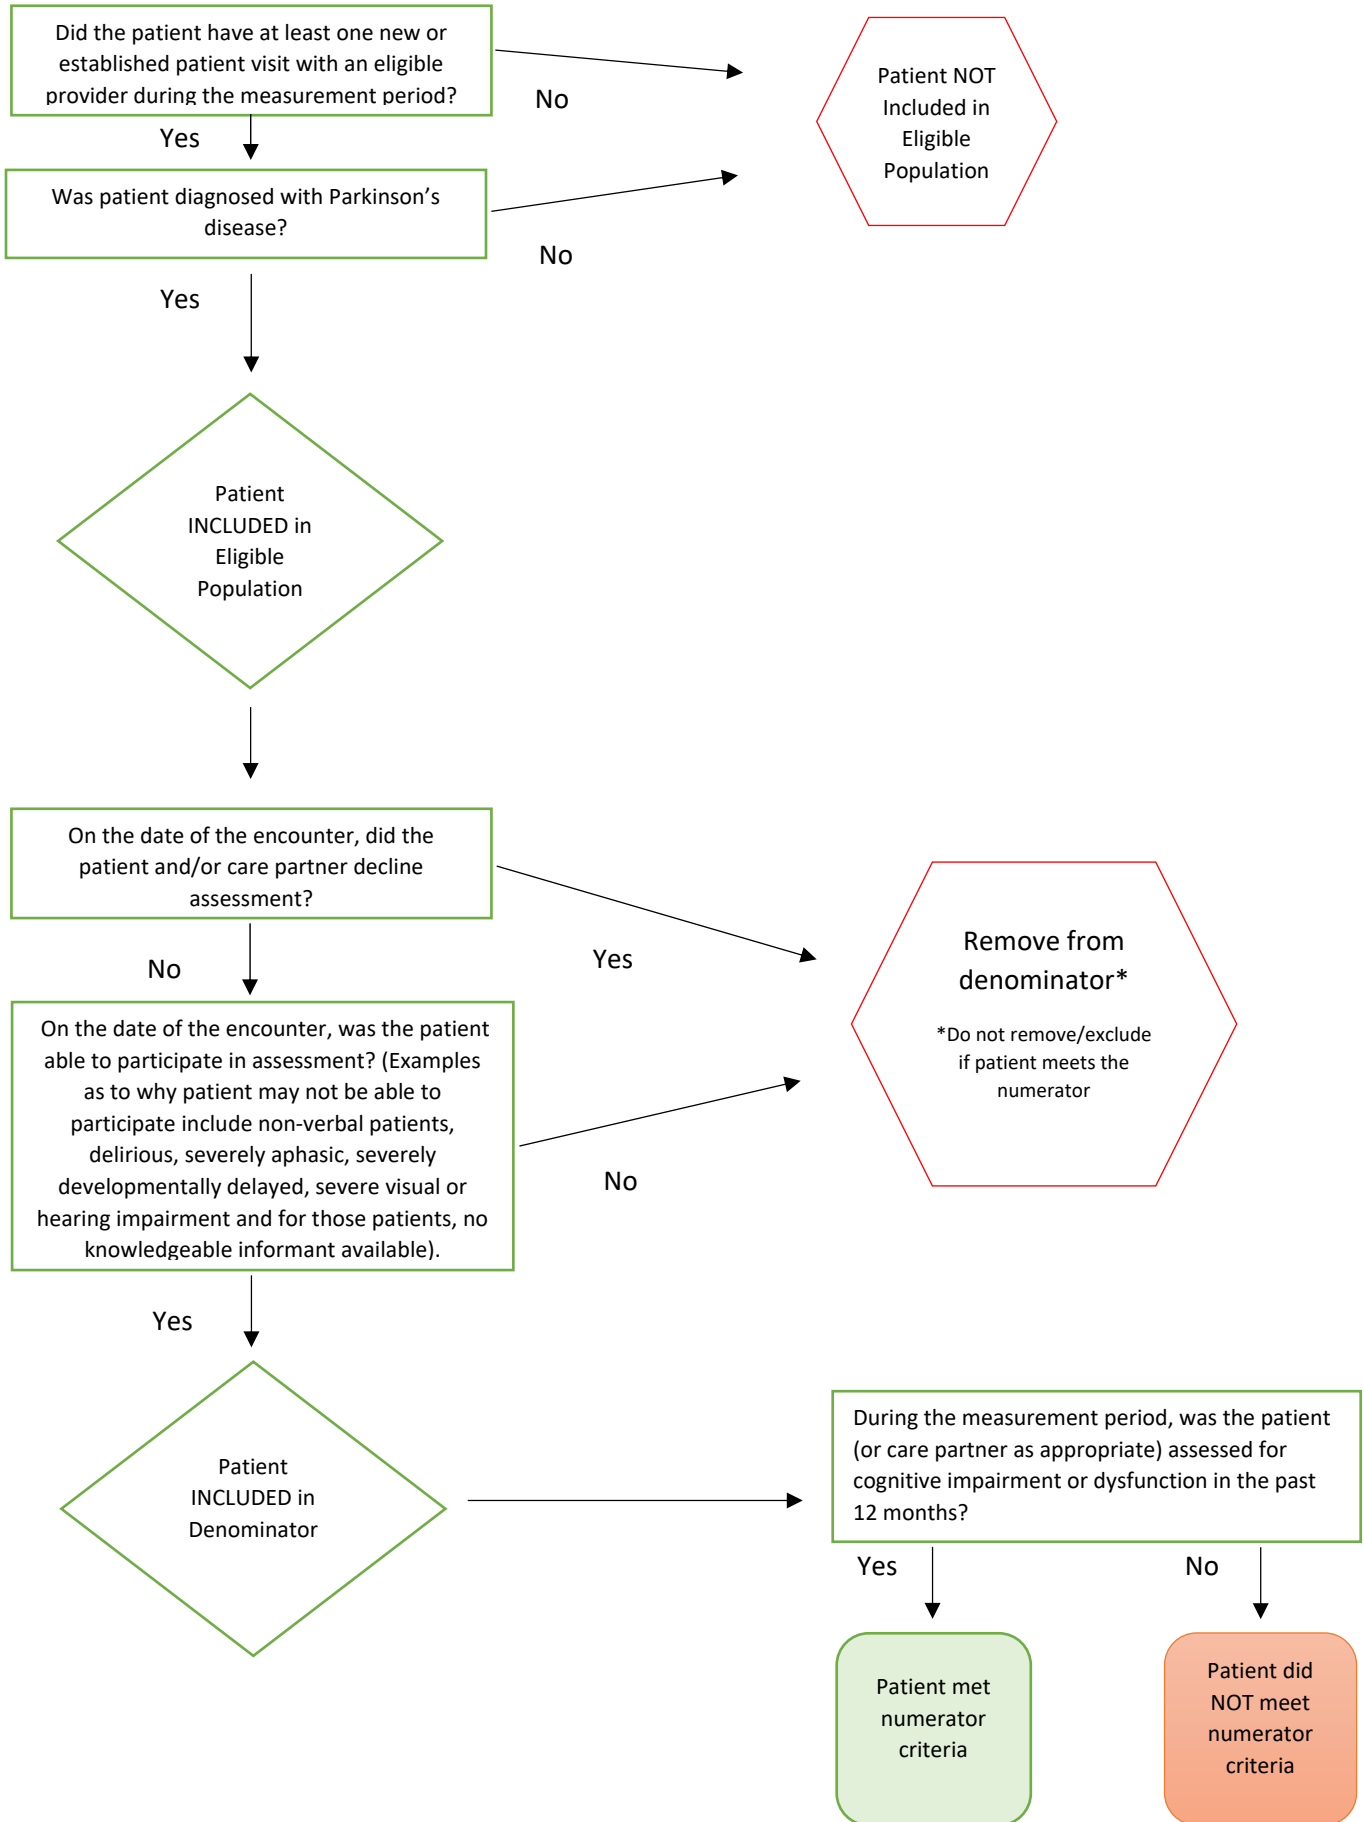 Did the patient have at least one new or
established patient visit with an eligible
provider during the measurement period?
No
Patient NOT
Included in
Eligible
Population
Yes
Was patient diagnosed with Parkinson’s
disease?
No
Yes
Patient
INCLUDED in
Eligible
Population
On the date of the encounter, did the
patient and/or care partner decline
assessment?
Yes
No
Remove from
denominator*
*Do not remove/exclude
if patient meets the
numerator
On the date of the encounter, was the patient
able to participate in assessment? (Examples
as to why patient may not be able to
participate include non-verbal patients,
delirious, severely aphasic, severely
developmentally delayed, severe visual or
hearing impairment and for those patients, no
knowledgeable informant available).
No
Yes
Patient
INCLUDED in
Denominator
During the measurement period, was the patient
(or care partner as appropriate) assessed for
cognitive impairment or dysfunction in the past
12 months?
Yes
No
Patient met
numerator
criteria
Patient did
NOT meet
numerator
criteria